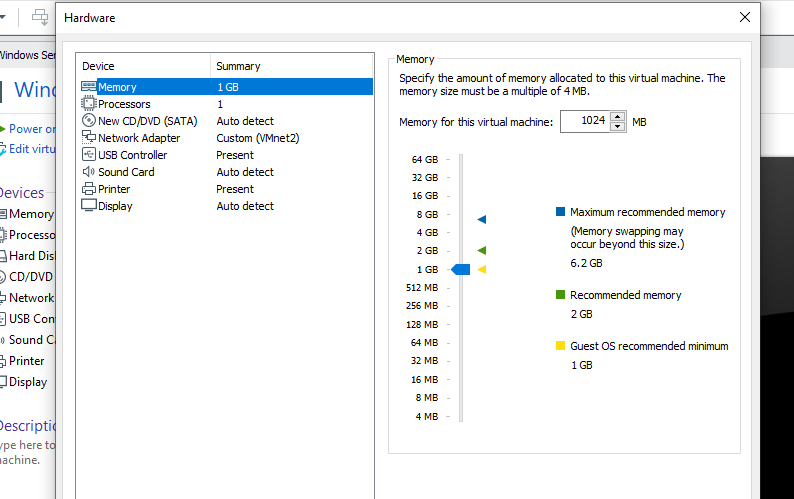 Hardware
Windows Ser
Wind
Power on
Edit virtu
Devices
Memory
Processo
Hard Dis
CD/DVD
Network
USB Con
Sound Ca
Printer
Display
Descriptio
ype here to
achine.
Device Summary
Memory 1 GB
Processors 1
New CD/DVD (SATA) Auto detect
Network Adapter Custom (VMnet2)
USB Controller Present
Sound Card Auto detect
Printer Present
Display Auto detect
Memory
Specify the amount of memory allocated to this virtual machine. The
memory size must be a multiple of 4 MB.
Memory for this virtual machine: 1024 MB
64 GB
32 GB
16 GB
8 GB
4 GB
2 GB
1 GB
512 MB
256 MB
128 MB
64 MB
32 MB
16 MB
8 MB
4 MB
Maximum recommended memory
(Memory swapping may
occur beyond this size.)
6.2 GB
Recommended memory
2 GB
Guest OS recommended minimum
1 GB